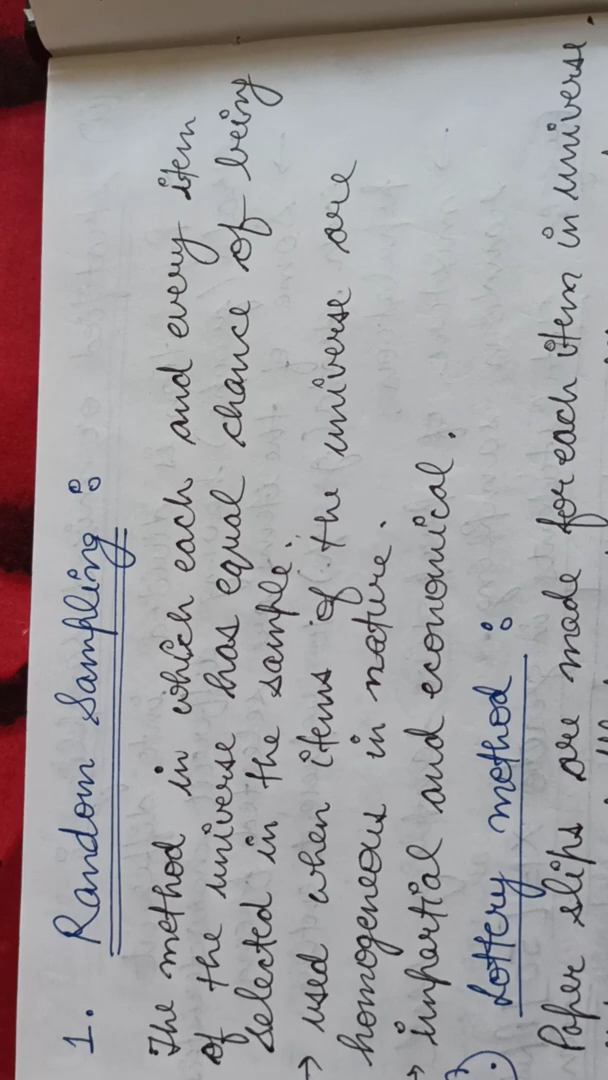 1. Random Sampling :
The method in which each and every item
of the universe has equal chance of being
selected in the sample.
→ used when items of the universe are
homogeneous in nature.
→ impartial and economical.
Lottery method :
Paper slips are made for each item in universe